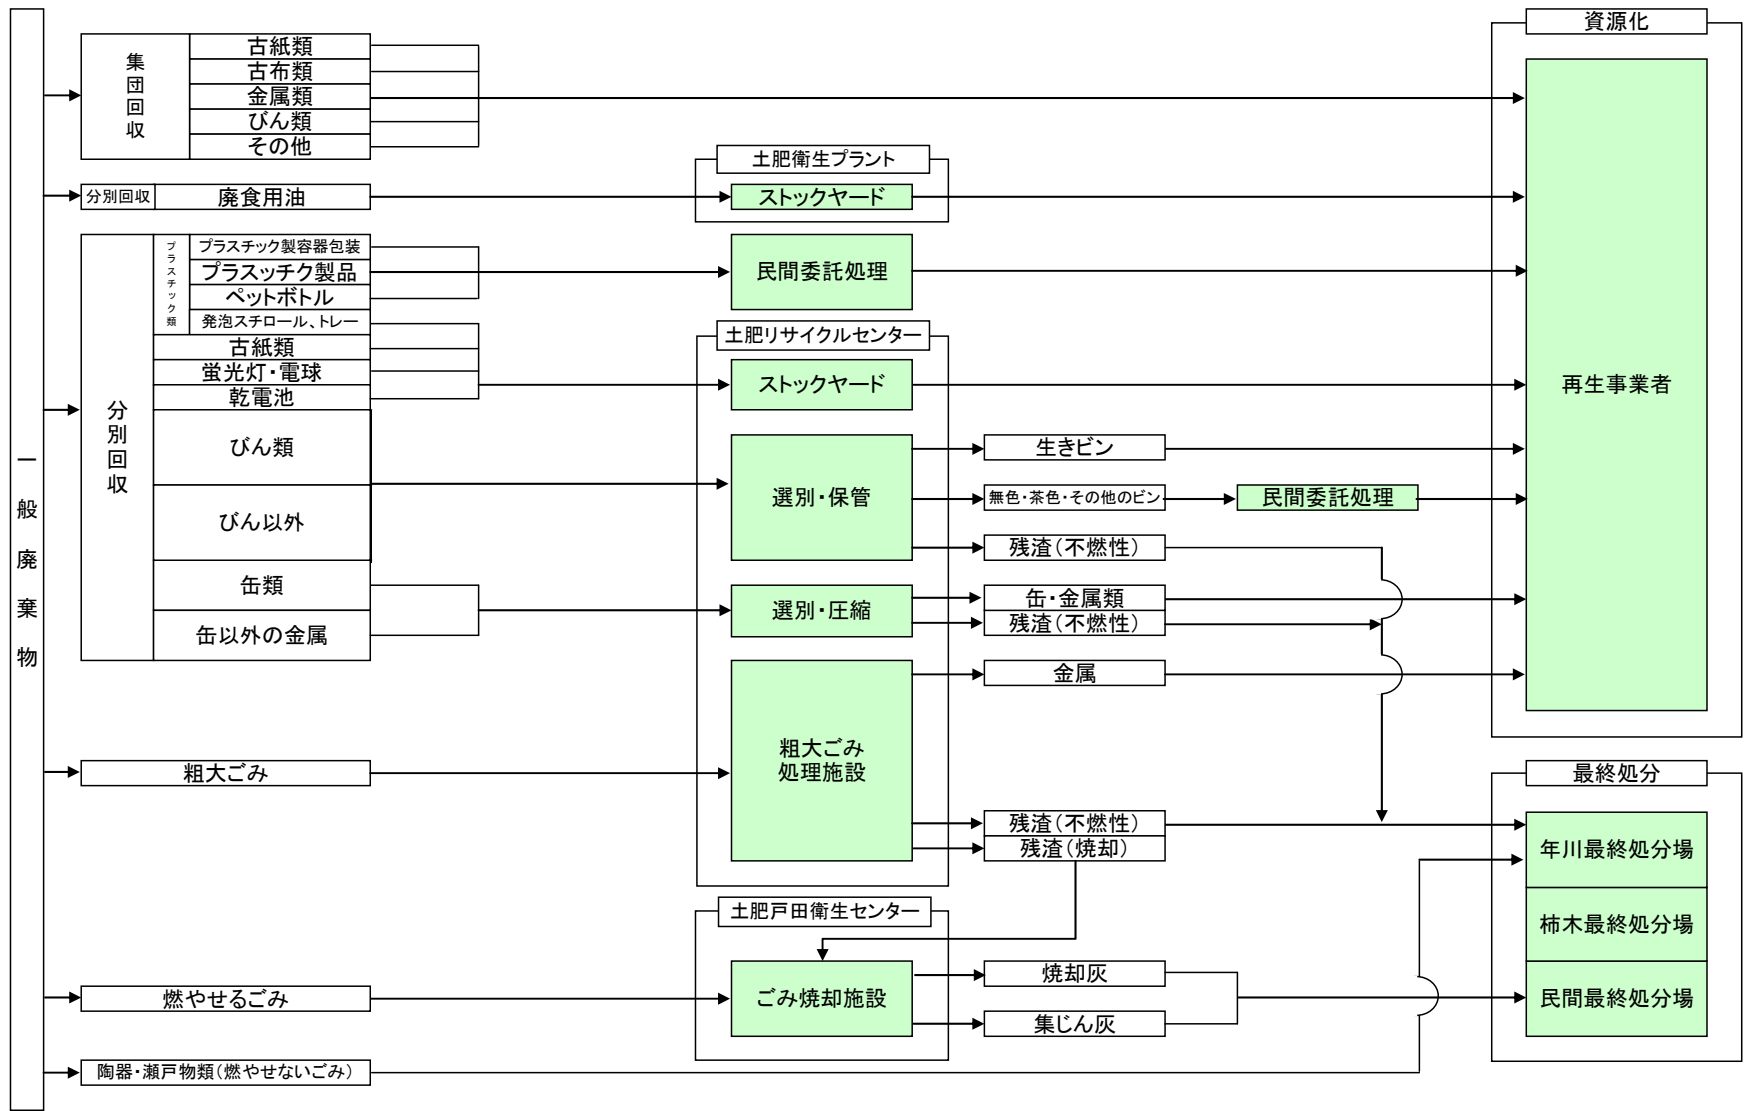 一般廃棄物
集団回収
古紙類
古布類
金属類
びん類
その他
分別回収
廃食用油
土肥衛生プラント
ストックヤード
分別回収
プラスチック類
プラスチック製容器包装
プラスッチク製品
ペットボトル
発泡スチロール、トレー
古紙類
蛍光灯・電球
乾電池
びん類
びん以外
缶類
缶以外の金属
民間委託処理
土肥リサイクルセンター
ストックヤード
選別・保管
生きビン
無色・茶色・その他のビン
民間委託処理
残渣（不燃性）
選別・圧縮
缶・金属類
残渣（不燃性）
粗大ごみ
粗大ごみ
処理施設
金属
残渣（不燃性）
残渣（焼却）
土肥戸田衛生センター
燃やせるごみ
ごみ焼却施設
焼却灰
集じん灰
陶器・瀬戸物類（燃やせないごみ）
資源化
再生事業者
最終処分
年川最終処分場
柿木最終処分場
民間最終処分場